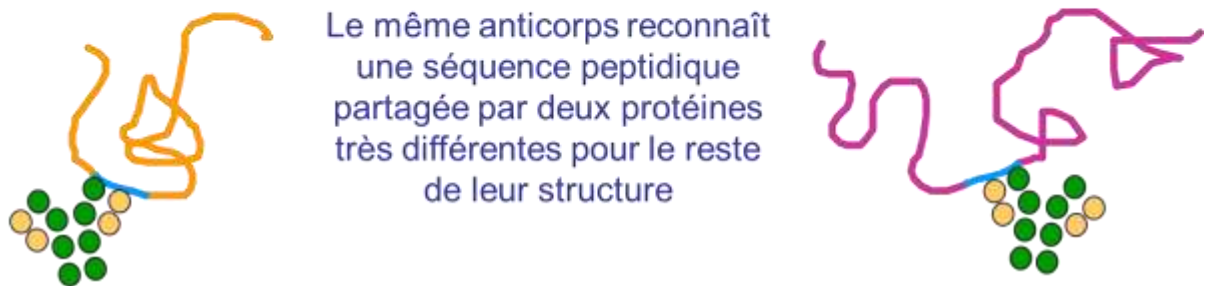 Le même anticorps reconnaît
une séquence peptidique
partagée par deux protéines
très différentes pour le reste
de leur structure